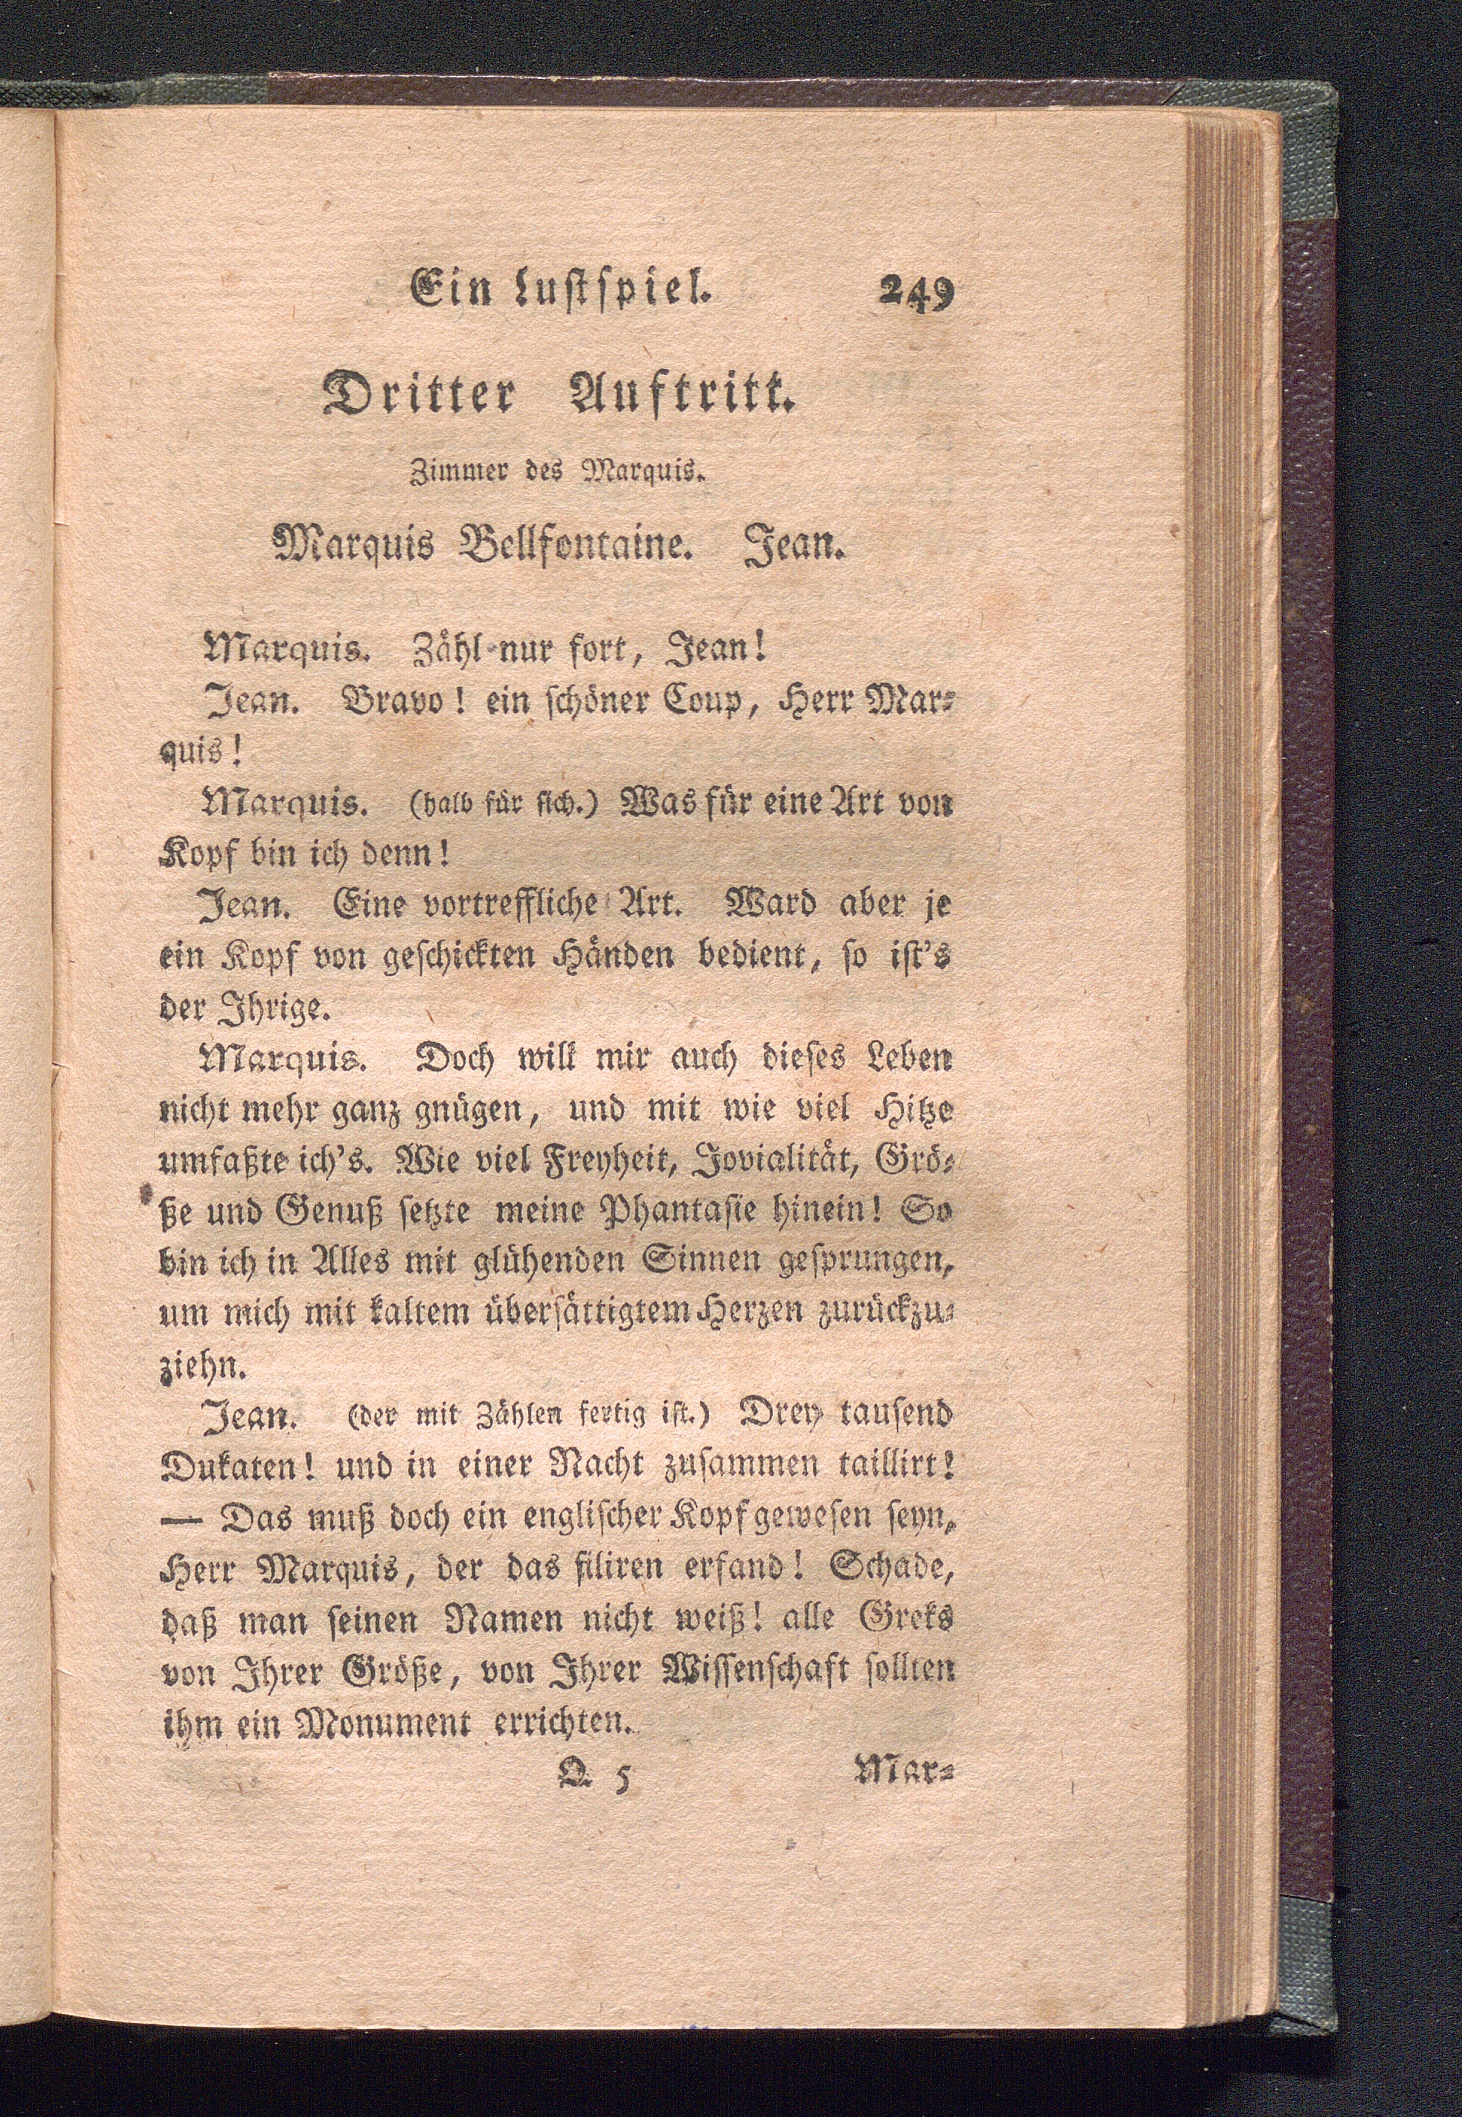 Ein Lustspiel. 249
Dritter Auftritt.
Zimmer des Marquis.
Marquis Bellfontaine. Jean.
Marquis. Zähl nur fort, Jean!
Jean. Bravo! ein schöner Coup, Herr Mar-
quis!
Marquis. (halb für sich.) Was für eine Art von
Kopf bin ich denn!
Jean. Eine vortreffliche Art. Ward aber je
ein Kopf von geschickten Händen bedient, so ist's
der Ihrige.
Marquis. Doch will mir auch dieses Leben
nicht mehr ganz gnügen, und mit wie viel Hitze
umfaßte ich's. Wie viel Freyheit, Jovialität, Grö-
ße und Genuß setzte meine Phantasie hinein! So
bin ich in Alles mit glühenden Sinnen gesprungen,
um mich mit kaltem übersättigtem Herzen zurückzu-
ziehn.
Jean. (der mit Zählen fertig ist.) Drey tausend
Dukaten! und in einer Nacht zusammen taillirt!
— Das muß doch ein englischer Kopf gewesen seyn,
Herr Marquis, der das filiren erfand! Schade,
daß man seinen Namen nicht weiß! alle Greks
von Ihrer Größe, von Ihrer Wissenschaft sollten
ihm ein Monument errichten.
Q 5 Mar-